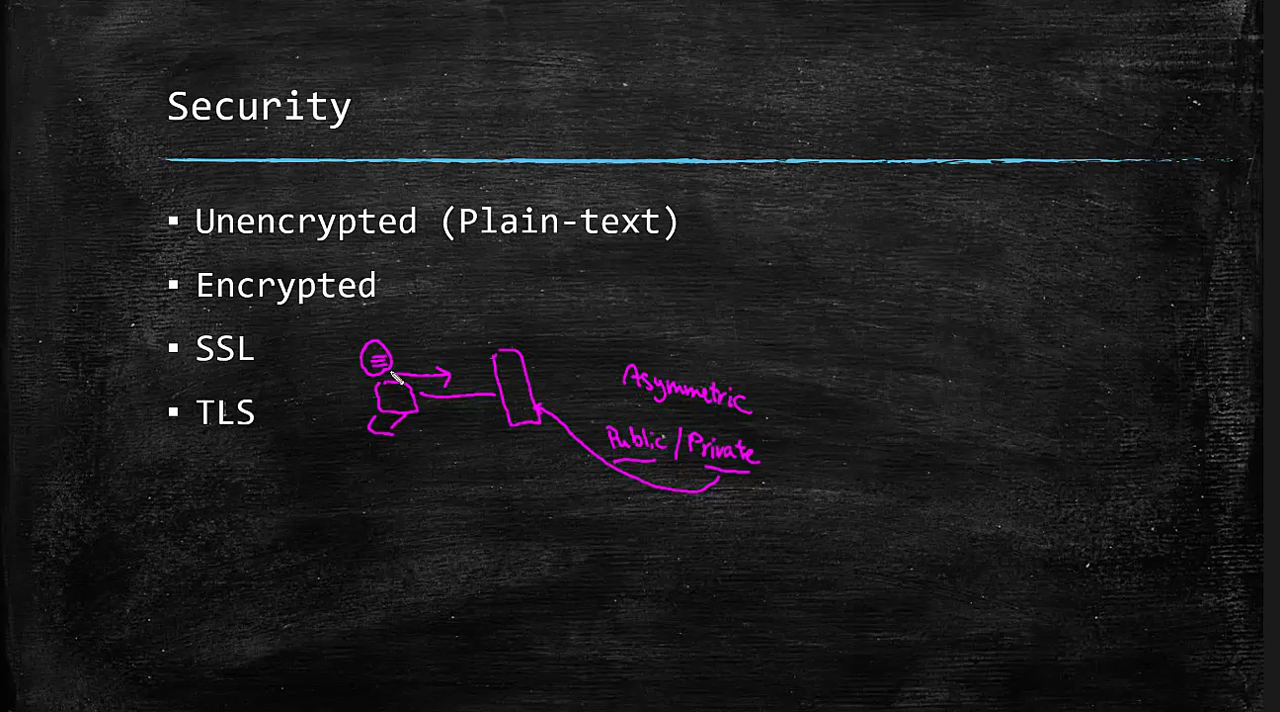 Security
▪ Unencrypted (Plain-text)
▪ Encrypted
▪ SSL
▪ TLS
Asymmetric
Public / Private